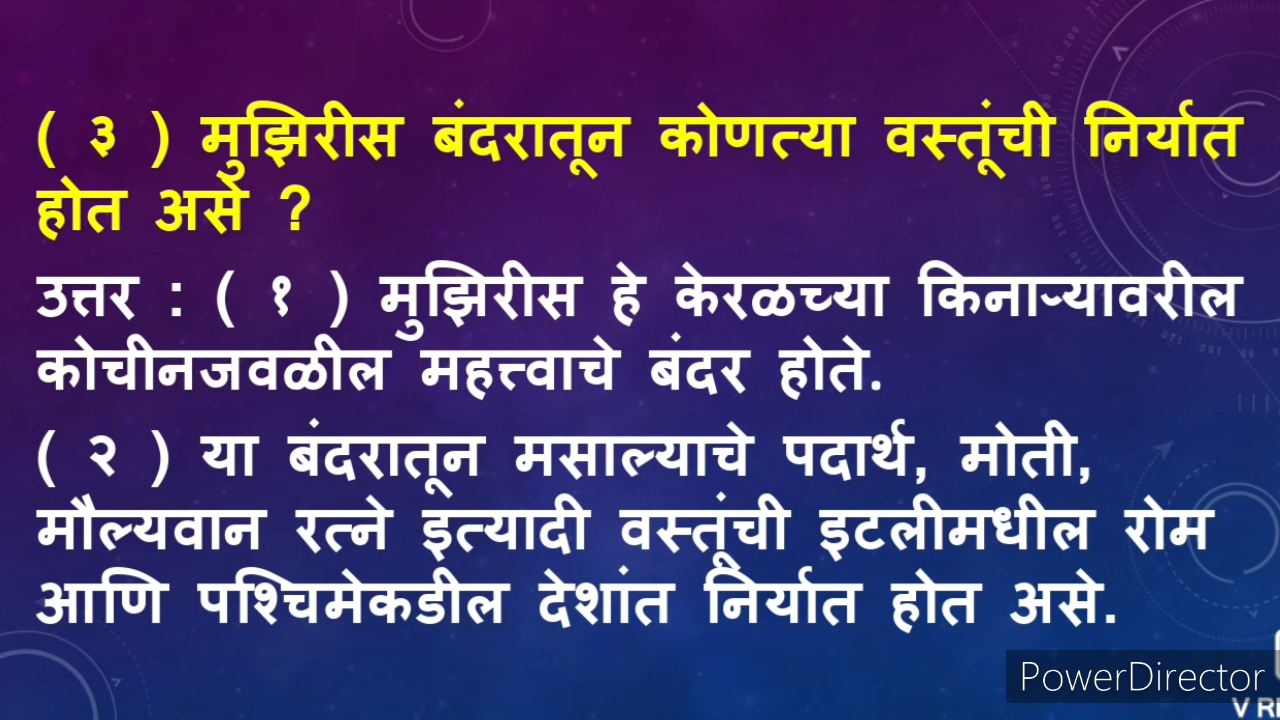 ( ३ ) मुझिरीस बंदरातून कोणत्या वस्तूंची निर्यात
होत असे ?
उत्तर : ( १ ) मुझिरीस हे केरळच्या किनाऱ्यावरील
कोचीनजवळील महत्त्वाचे बंदर होते.
( २ ) या बंदरातून मसाल्याचे पदार्थ, मोती,
मौल्यवान रत्ने इत्यादी वस्तूंची इटलीमधील रोम
आणि पश्चिमेकडील देशांत निर्यात होत असे.
PowerDirector